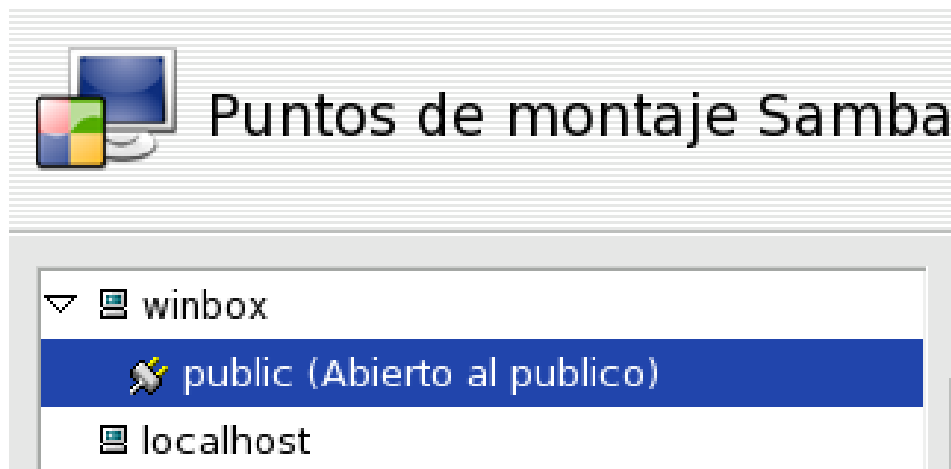 Puntos de montaje Samba
winbox
public (Abierto al publico)
localhost